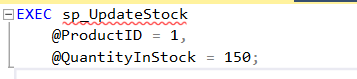 EXEC sp_UpdateStock
@ProductID = 1,
@QuantityInStock = 150;